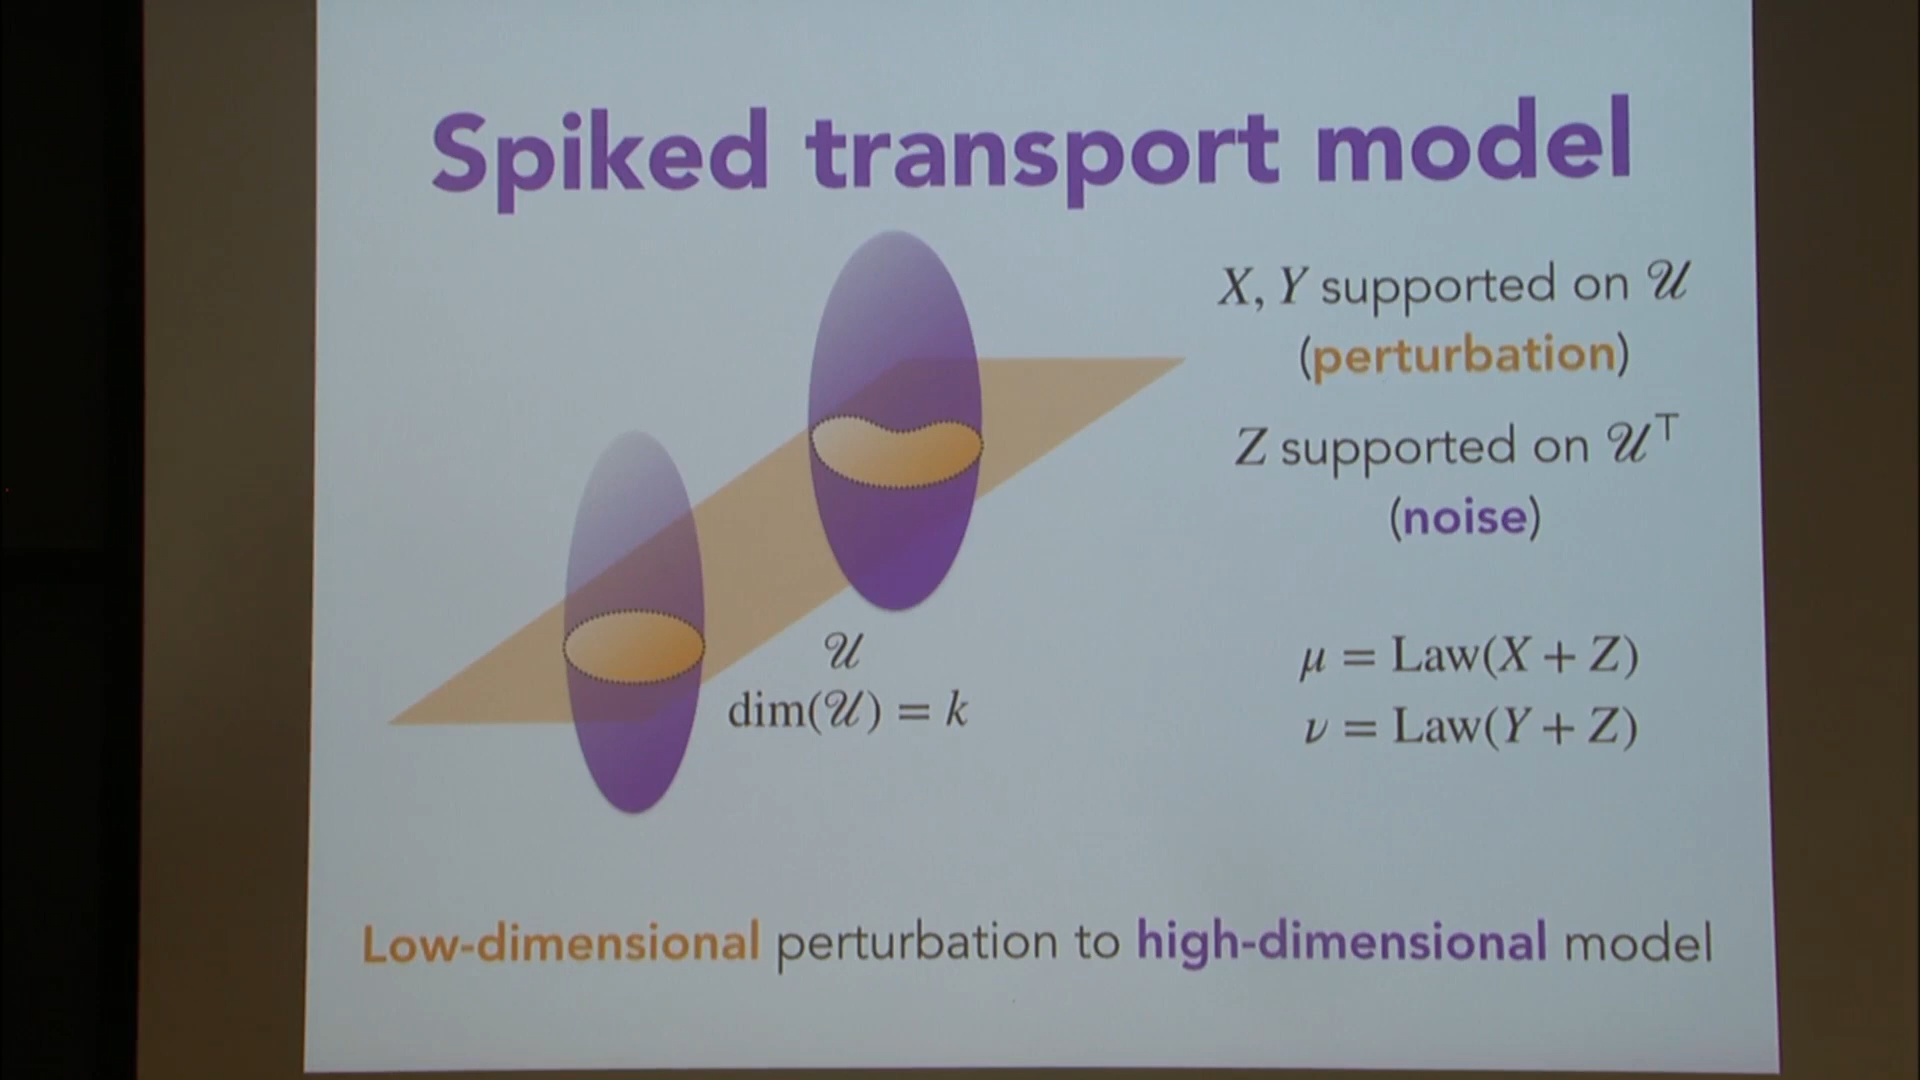 Spiked transport model
X, Y supported on 𝒰
(perturbation)
Z supported on 𝒰⊤
(noise)
𝒰
dim(𝒰) = k
μ = Law(X + Z)
ν = Law(Y + Z)
Low-dimensional perturbation to high-dimensional model